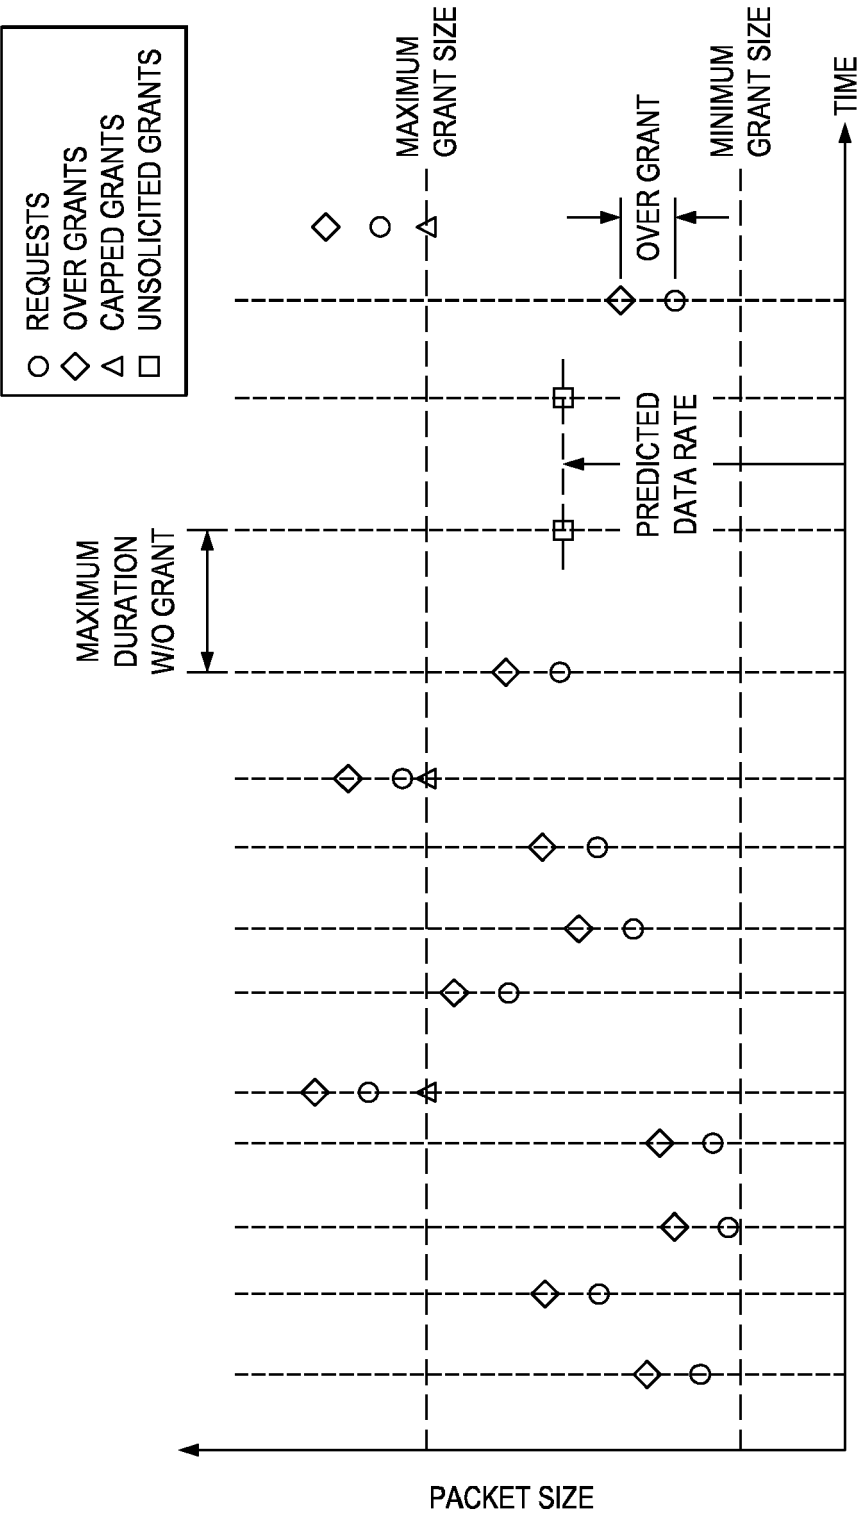 REQUESTS
OVER GRANTS
CAPPED GRANTS
UNSOLICITED GRANTS
MAXIMUM
GRANT SIZE
OVER GRANT
MINIMUM
GRANT SIZE
TIME
PREDICTED
DATA RATE
MAXIMUM
DURATION
W/O GRANT
PACKET SIZE